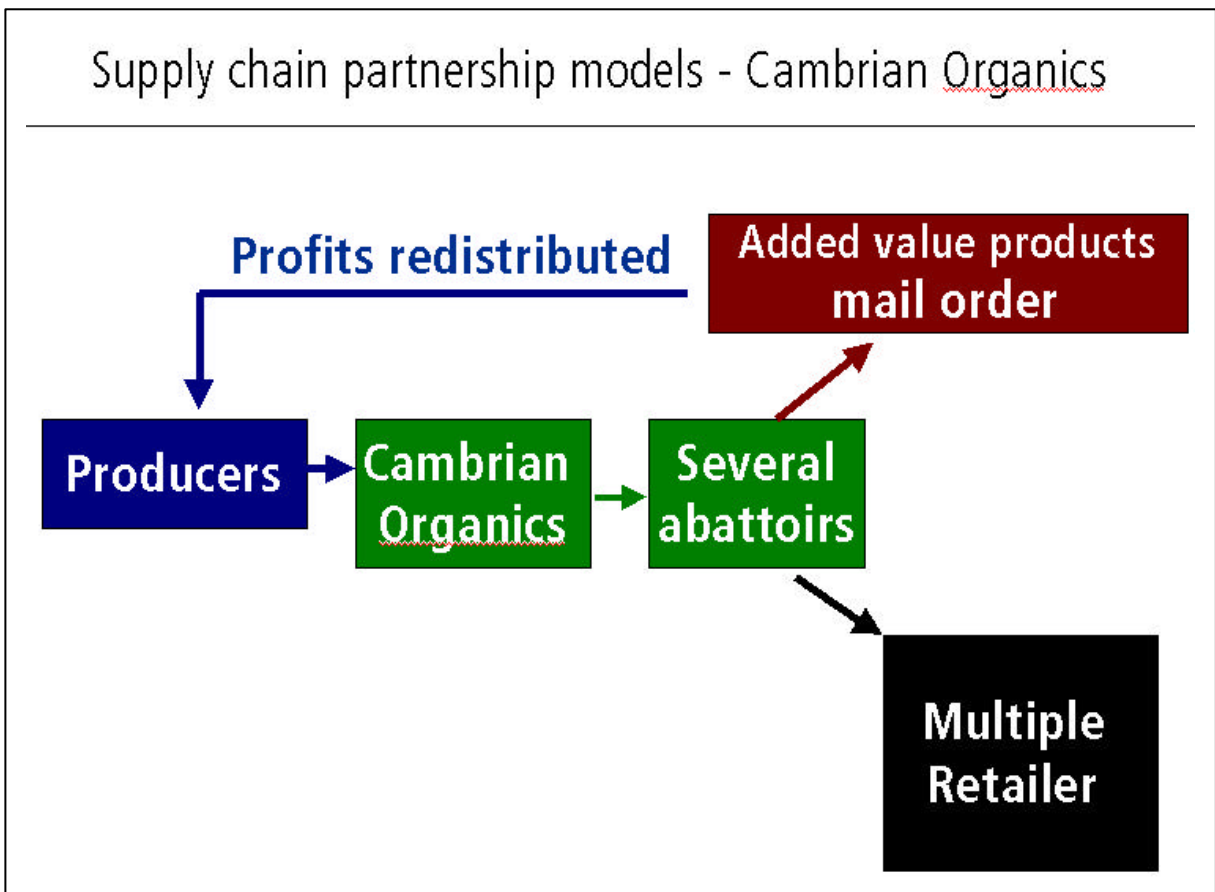 Supply chain partnership models - Cambrian Organics
Profits redistributed
Added value products
mail order
Producers
Cambrian
Organics
Several
abattoirs
Multiple
Retailer